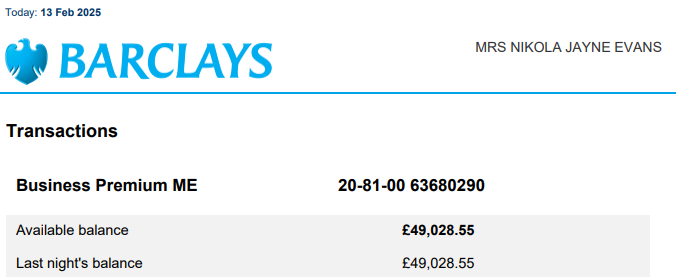 Today: 13 Feb 2025
BARCLAYS
MRS NIKOLA JAYNE EVANS
Transactions
Business Premium ME 20-81-00 63680290
Available balance £49,028.55
Last night's balance £49,028.55